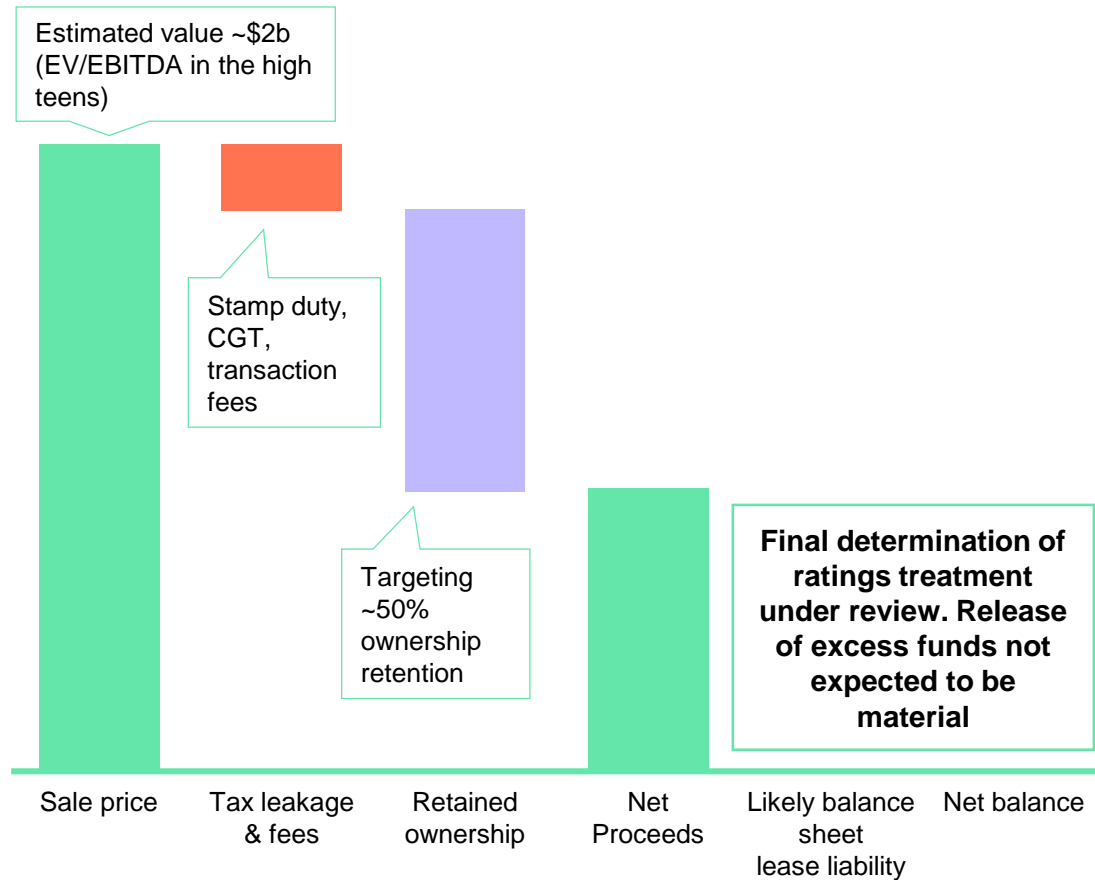 Estimated value ~$2b
(EV/EBITDA in the high
teens)
Stamp duty,
CGT,
transaction
fees
Targeting
~50%
ownership
retention
Final determination of
ratings treatment
under review. Release
of excess funds not
expected to be
material
Sale price
Tax leakage
& fees
Retained
ownership
Net
Proceeds
Likely balance
sheet
lease liability
Net balance